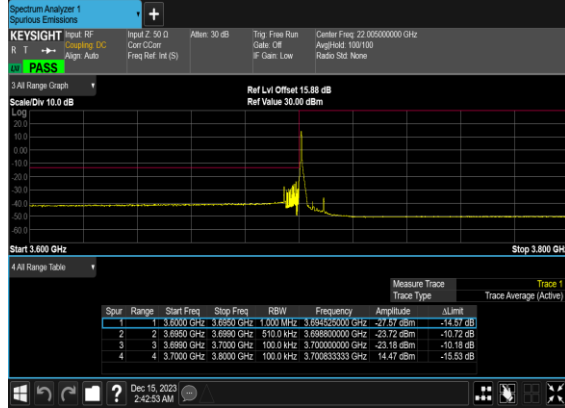 Spectrum Analyzer 1
Spurious Emissions
+
KEYSIGHT Input: RF Input Z: 50 Ω Atten: 30 dB Trig: Free Run Center Freq: 22.005000000 GHz
R T Coupling: DC Corr CCorr Gate: Off Avg|Hold: 100/100
Align: Auto Freq Ref: Int (S) IF Gain: Low Radio Std: None
PASS
3 All Range Graph
Ref Lvl Offset 15.88 dB
Scale/Div 10.0 dB Ref Value 30.00 dBm
Log
20.0
10.0
0.00
-10.0
-20.0
-30.0
-40.0
-50.0
-60.0
Start 3.600 GHz Stop 3.800 GH
4 All Range Table
Measure Trace Trace 1
Trace Type Trace Average (Active)
Spur Range Start Freq Stop Freq RBW Frequency Amplitude ΔLimit
1 1 3.6000 GHz 3.6950 GHz 1.000 MHz 3.694525000 GHz -27.57 dBm -14.57 dB
2 2 3.6950 GHz 3.6990 GHz 510.0 kHz 3.698800000 GHz -23.72 dBm -10.72 dB
3 3 3.6990 GHz 3.7000 GHz 100.0 kHz 3.700000000 GHz -23.18 dBm -10.18 dB
4 4 3.7000 GHz 3.8000 GHz 100.0 kHz 3.700833333 GHz 14.47 dBm -15.53 dB
? Dec 15, 2023
2:42:53 AM